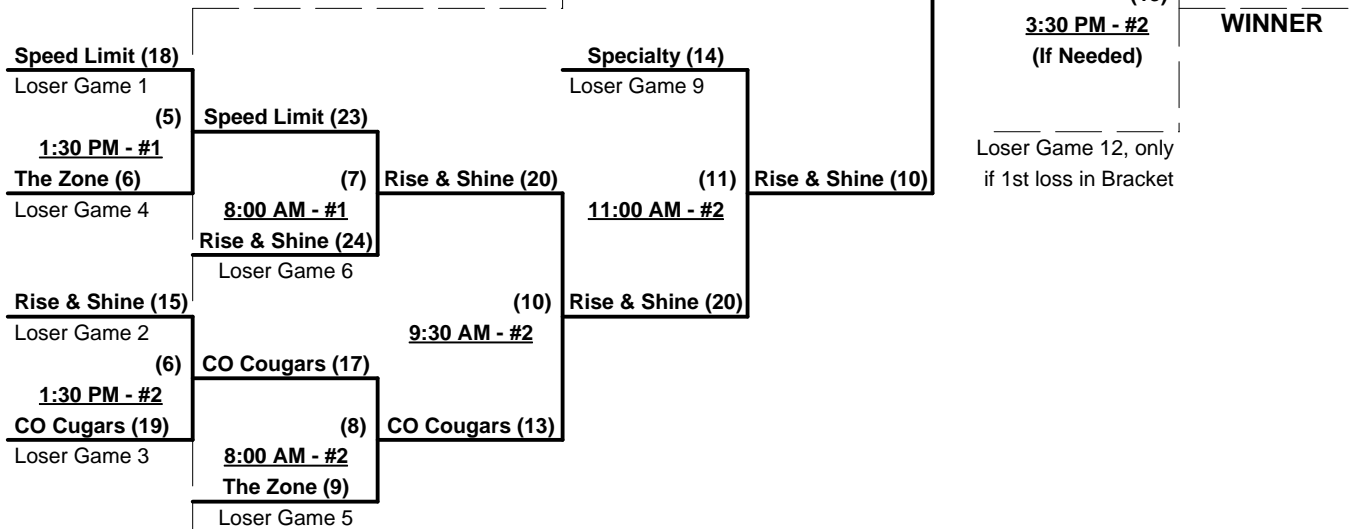 3:30 PM - #2
WINNER
(If Needed)
Loser Game 12, only
if 1st loss in Bracket
Speed Limit (18)
Loser Game 1
(5)
1:30 PM - #1
The Zone (6)
Loser Game 4
Speed Limit (23)
(7)
8:00 AM - #1
Rise & Shine (24)
Loser Game 6
Rise & Shine (20)
Rise & Shine (15)
Loser Game 2
(6)
1:30 PM - #2
CO Cugars (19)
Loser Game 3
CO Cougars (17)
(8)
8:00 AM - #2
The Zone (9)
Loser Game 5
CO Cougars (13)
(10)
9:30 AM - #2
Specialty (14)
Loser Game 9
(11)
11:00 AM - #2
Rise & Shine (20)
Rise & Shine (10)